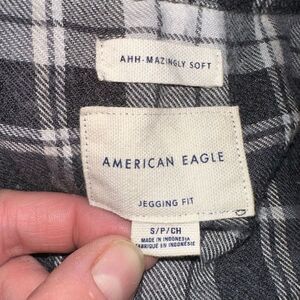 AHH-MAZINGLY SOFT
AMERICAN EAGLE
JEGGING FIT
S/P/CH
MADE IN INDONESIA
FABRIQUÉ EN INDONÉSIE